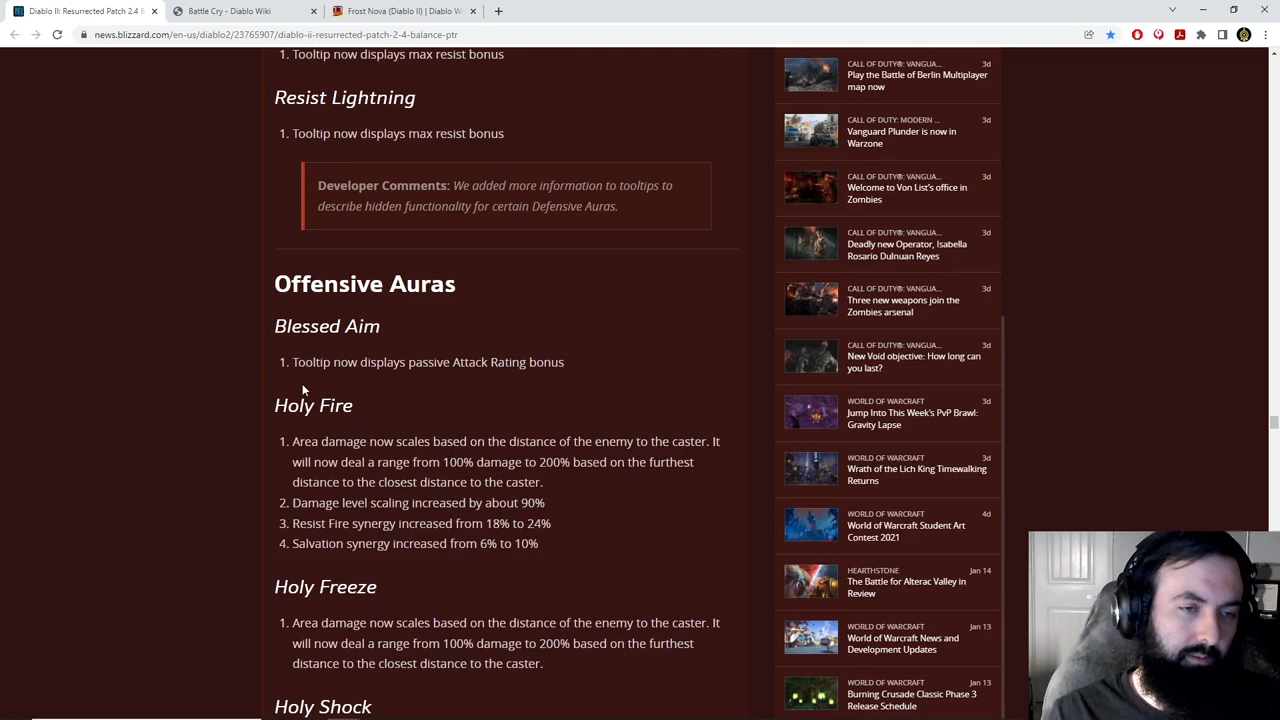 Diablo II: Resurrected Patch 2.4 B
Battle Cry - Diablo Wiki
Frost Nova (Diablo II) | Diablo W
news.blizzard.com/en-us/diablo2/23765907/diablo-ii-resurrected-patch-2-4-balance-ptr
1. Tooltip now displays max resist bonus
Resist Lightning
1. Tooltip now displays max resist bonus
Developer Comments: We added more information to tooltips to
describe hidden functionality for certain Defensive Auras.
Offensive Auras
Blessed Aim
1. Tooltip now displays passive Attack Rating bonus
Holy Fire
1. Area damage now scales based on the distance of the enemy to the caster. It
will now deal a range from 100% damage to 200% based on the furthest
distance to the closest distance to the caster.
2. Damage level scaling increased by about 90%
3. Resist Fire synergy increased from 18% to 24%
4. Salvation synergy increased from 6% to 10%
Holy Freeze
1. Area damage now scales based on the distance of the enemy to the caster. It
will now deal a range from 100% damage to 200% based on the furthest
distance to the closest distance to the caster.
Holy Shock
CALL OF DUTY®: VANGUA... 3d
Play the Battle of Berlin Multiplayer
map now
CALL OF DUTY: MODERN ... 3d
Vanguard Plunder is now in
Warzone
CALL OF DUTY®: VANGUA... 3d
Welcome to Von List's office in
Zombies
CALL OF DUTY®: VANGUA... 3d
Deadly new Operator, Isabella
Rosario Dulnuan Reyes
CALL OF DUTY®: VANGUA... 3d
Three new weapons join the
Zombies arsenal
CALL OF DUTY®: VANGUA... 3d
New Void objective: How long can
you last?
WORLD OF WARCRAFT 3d
Jump Into This Week's PvP Brawl:
Gravity Lapse
WORLD OF WARCRAFT 3d
Wrath of the Lich King Timewalking
Returns
WORLD OF WARCRAFT 4d
World of Warcraft Student Art
Contest 2021
HEARTHSTONE Jan 14
The Battle for Alterac Valley in
Review
WORLD OF WARCRAFT Jan 13
World of Warcraft News and
Development Updates
WORLD OF WARCRAFT Jan 13
Burning Crusade Classic Phase 3
Release Schedule